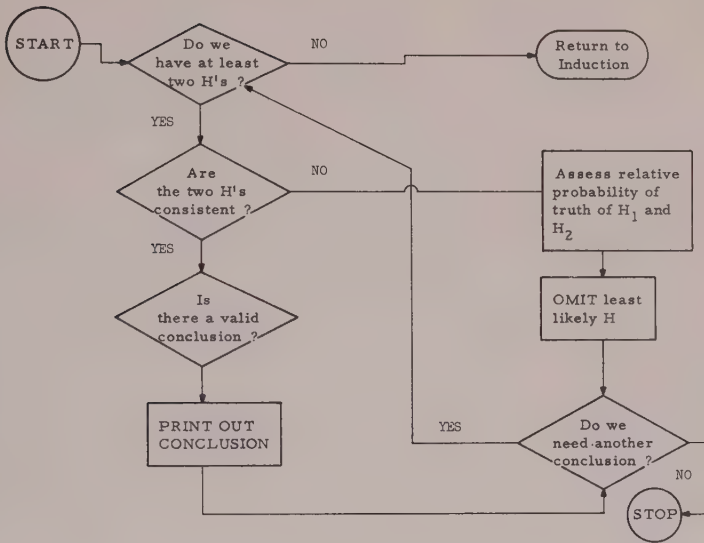 START
Do we
have at least
two H's ?
NO
Return to
Induction
YES
Are
the two H's
consistent ?
NO
Assess relative
probability of
truth of H₁ and
H₂
YES
Is
there a valid
conclusion ?
OMIT least
likely H
PRINT OUT
CONCLUSION
YES
Do we
need another
conclusion ?
NO
STOP